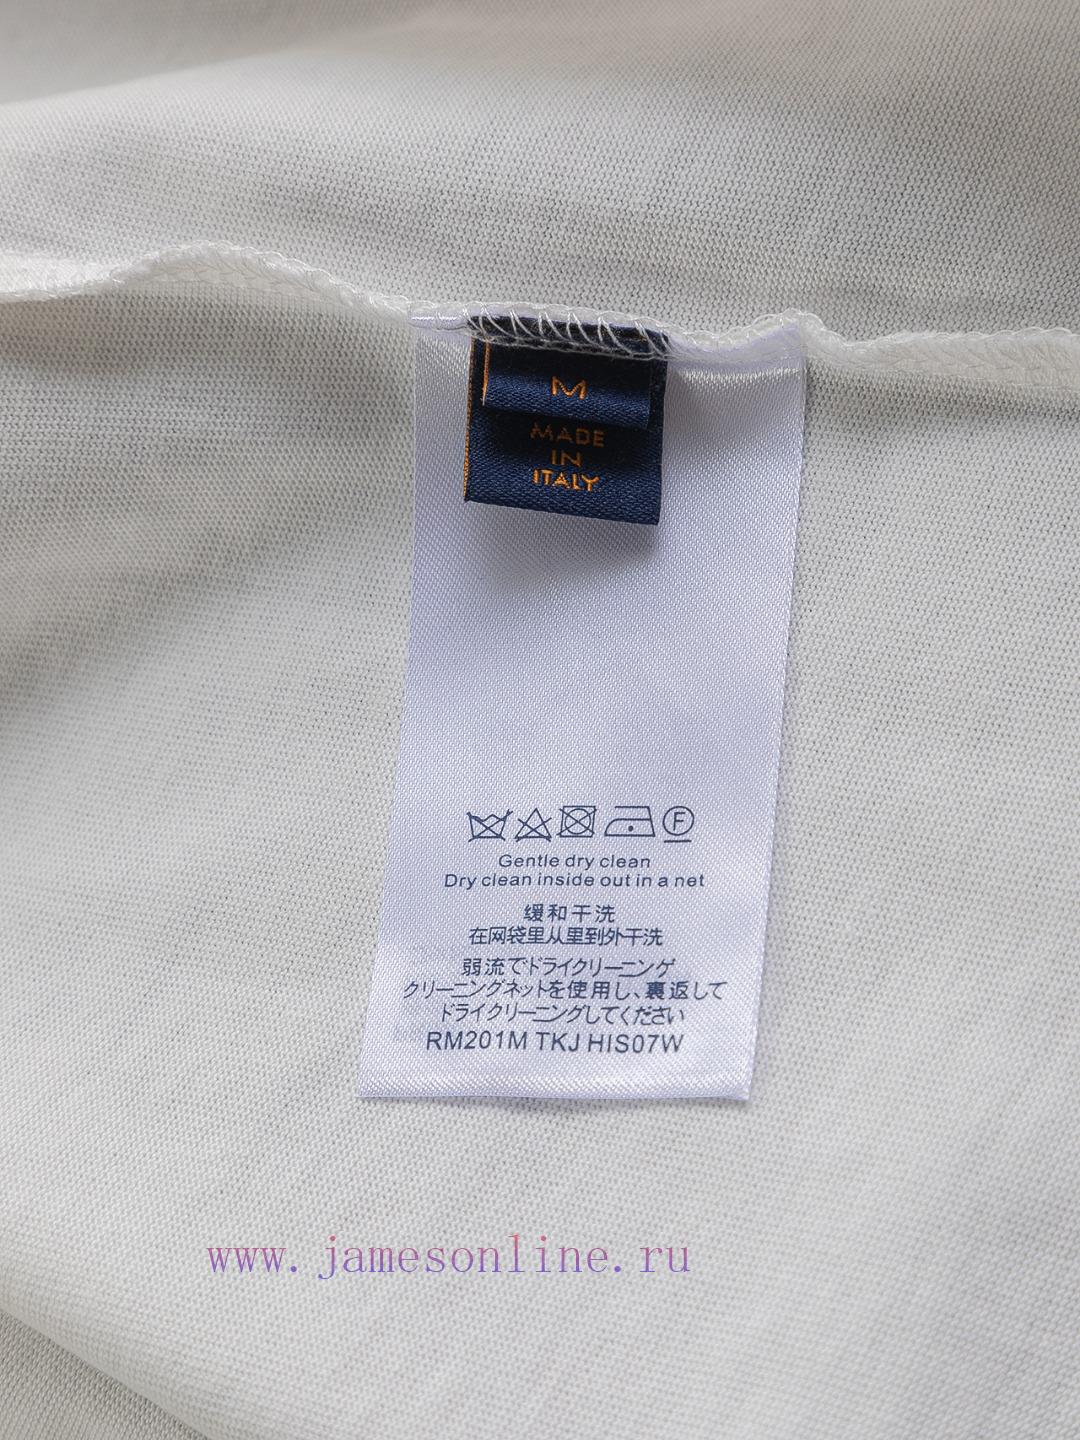 M
MADE
IN
ITALY
F
Gentle dry clean
Dry clean inside out in a net
缓和干洗
在网袋里从里到外干洗
弱流でドライクリーニング
クリーニングネットを使用し、裏返して
ドライクリーニングしてください
RM201M TKJ HIS07W
www.jamesonline.ru